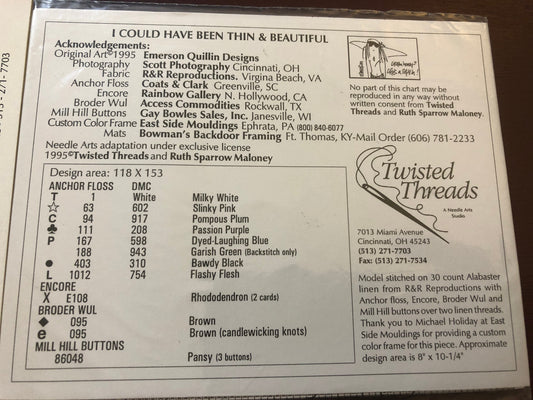 I COULD HAVE BEEN THIN & BEAUTIFUL
Acknowledgements:
Original Art©1995 Emerson Quillin Designs
Photography Scott Photography Cincinnati, OH
Fabric R&R Reproductions. Virginia Beach, VA
Anchor Floss Coats & Clark Greenville, SC
Encore Rainbow Gallery N. Hollywood, CA
Broder Wul Access Commodities Rockwall, TX
Mill Hill Buttons Gay Bowles Sales, Inc. Janesville, WI
Custom Color Frame East Side Mouldings Ephrata, PA (800) 840-6077
Mats Bowman's Backdoor Framing Ft. Thomas, KY-Mail Order (606) 781-2233
Needle Arts adaptation under exclusive license
1995©Twisted Threads and Ruth Sparrow Maloney
No part of this chart may be
reproduced in any way without
written consent from Twisted
Threads and Ruth Sparrow Maloney.
Design area: 118 X 153
ANCHOR FLOSS DMC
T 1 White Milky White
☆ 63 602 Slinky Pink
C 94 917 Pompous Plum
♣ 111 208 Passion Purple
P 167 598 Dyed-Laughing Blue
188 943 Garish Green (Backstitch only)
● 403 310 Bawdy Black
L 1012 754 Flashy Flesh
ENCORE
X E108 Rhododendron (2 cards)
BRODER WUL
◆ 095 Brown
e 095 Brown (candlewicking knots)
MILL HILL BUTTONS
86048 Pansy (3 buttons)
Twisted
Threads
A Needle Arts
Studio
7013 Miami Avenue
Cincinnati, OH 45243
(513) 271-7703
Fax: (513) 271-7534
Model stitched on 30 count Alabaster
linen from R&R Reproductions with
Anchor floss, Encore, Broder Wul and
Mill Hill buttons over two linen threads.
Thank you to Michael Holiday at East
Side Mouldings for providing a custom
color frame for this piece. Approximate
design area is 8" x 10-1/4"
513 - 271 - 7703